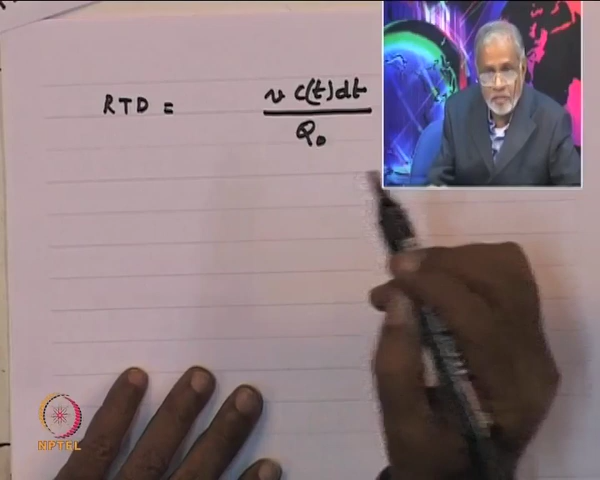 RTD = v c(t) dt
Q₀
NPTEL